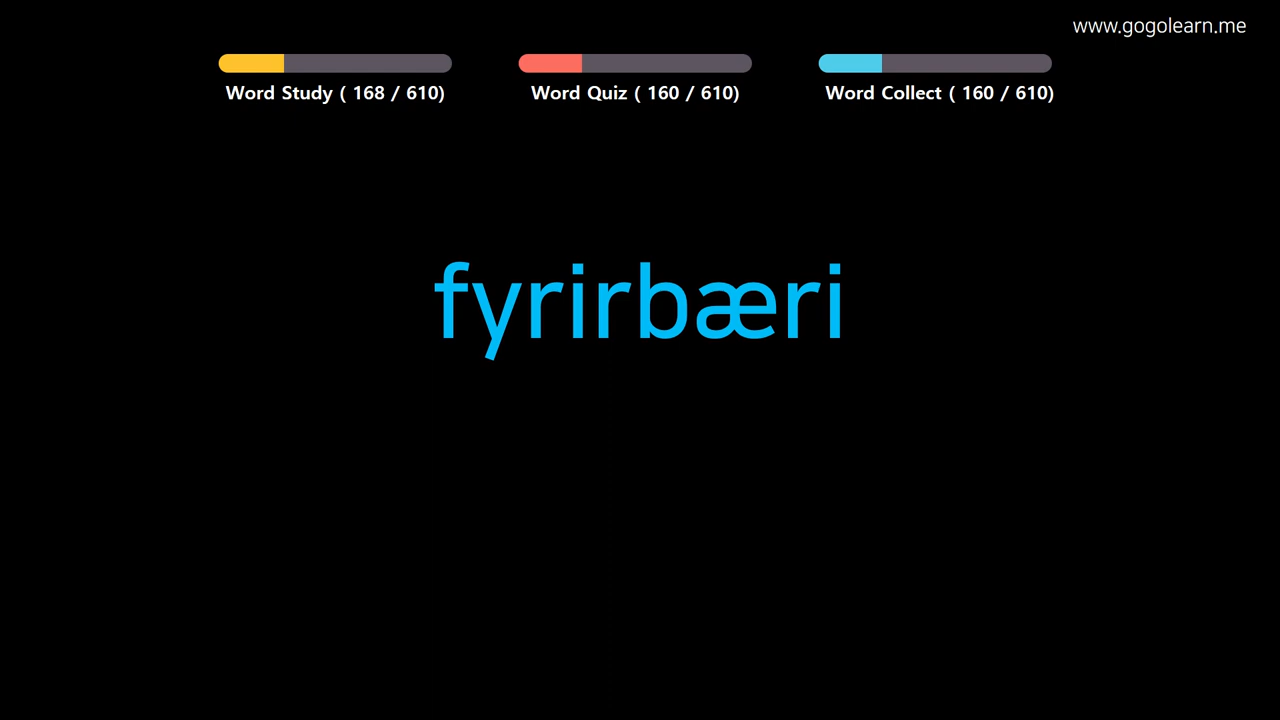 www.gogolearn.me
Word Study ( 168 / 610)
Word Quiz ( 160 / 610)
Word Collect ( 160 / 610)
fyrirbæri